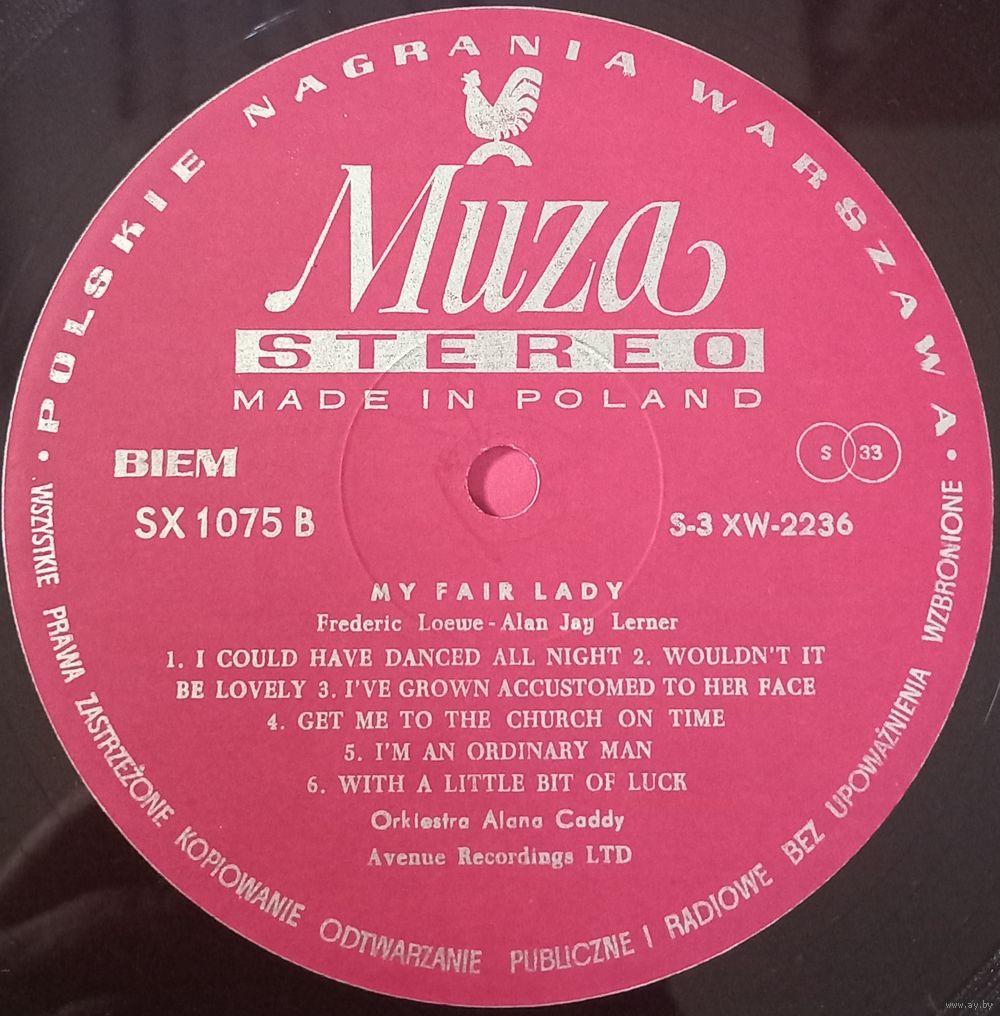 • POLSKIE NAGRANIA WARSZAWA •
Muza
STEREO
MADE IN POLAND
BIEM
S 33
SX 1075 B
S-3 XW-2236
MY FAIR LADY
Frederic Loewe - Alan Jay Lerner
1. I COULD HAVE DANCED ALL NIGHT 2. WOULDN'T IT
BE LOVELY 3. I'VE GROWN ACCUSTOMED TO HER FACE
4. GET ME TO THE CHURCH ON TIME
5. I'M AN ORDINARY MAN
6. WITH A LITTLE BIT OF LUCK
Orkiestra Alana Caddy
Avenue Recordings LTD
WSZYSTKIE PRAWA ZASTRZEŻONE KOPIOWANIE ODTWARZANIE PUBLICZNE I RADIOWE BEZ UPOWAŻNIENIA WZBRONIONE
www.ay.by